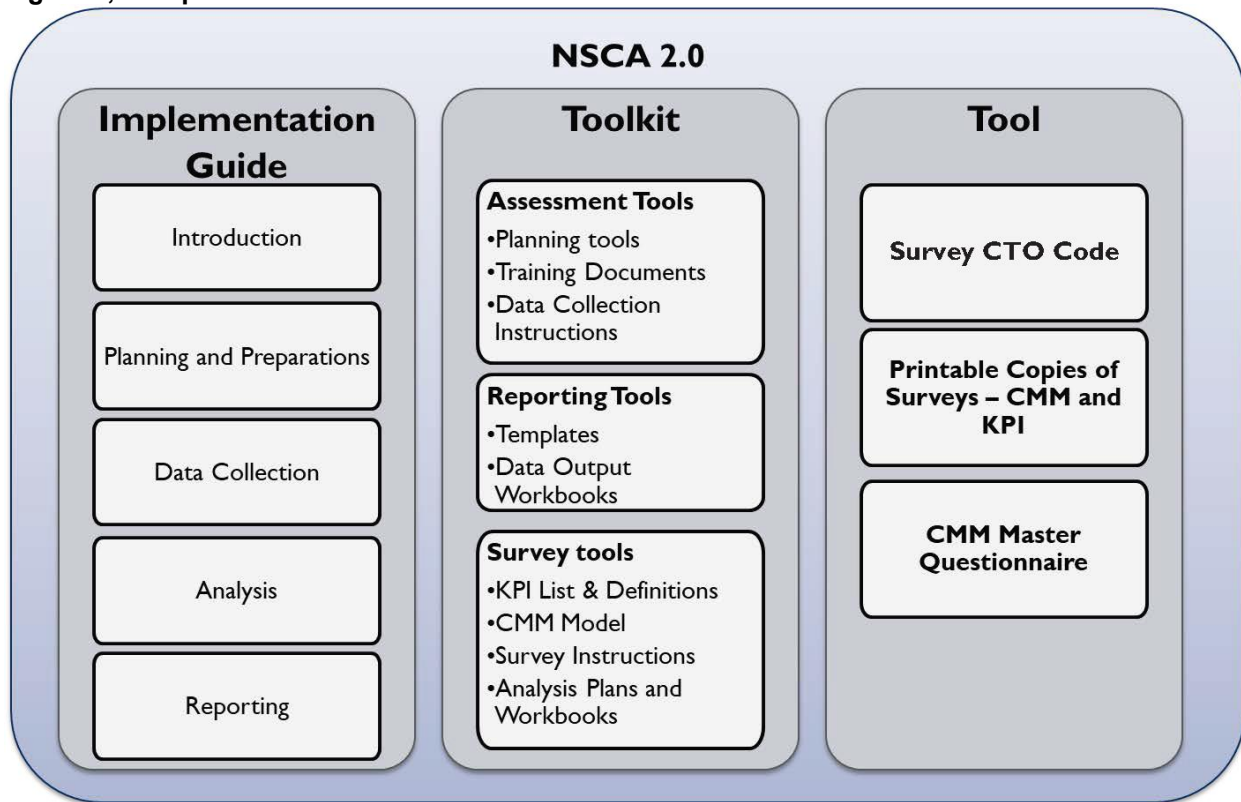 NSCA 2.0
Implementation
Guide
Introduction
Planning and Preparations
Data Collection
Analysis
Reporting
Toolkit
Assessment Tools
•Planning tools
•Training Documents
•Data Collection
Instructions
Reporting Tools
•Templates
•Data Output
Workbooks
Survey tools
•KPI List & Definitions
•CMM Model
•Survey Instructions
•Analysis Plans and
Workbooks
Tool
Survey CTO Code
Printable Copies of
Surveys – CMM and
KPI
CMM Master
Questionnaire